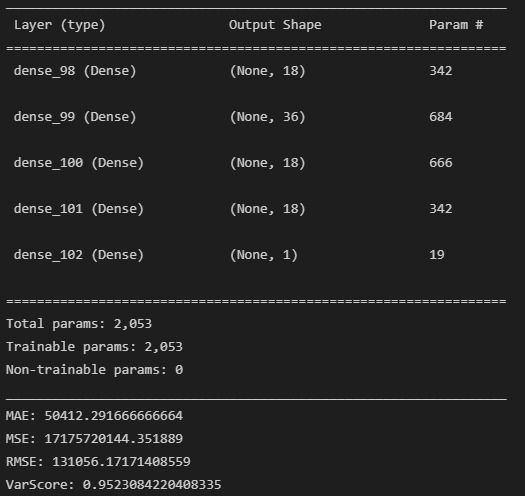 Layer (type) Output Shape Param #
=================================================================
dense_98 (Dense) (None, 18) 342
dense_99 (Dense) (None, 36) 684
dense_100 (Dense) (None, 18) 666
dense_101 (Dense) (None, 18) 342
dense_102 (Dense) (None, 1) 19
=================================================================
Total params: 2,053
Trainable params: 2,053
Non-trainable params: 0
_________________________________________________________________
MAE: 50412.291666666664
MSE: 17175720144.351889
RMSE: 131056.17171408559
VarScore: 0.9523084220408335